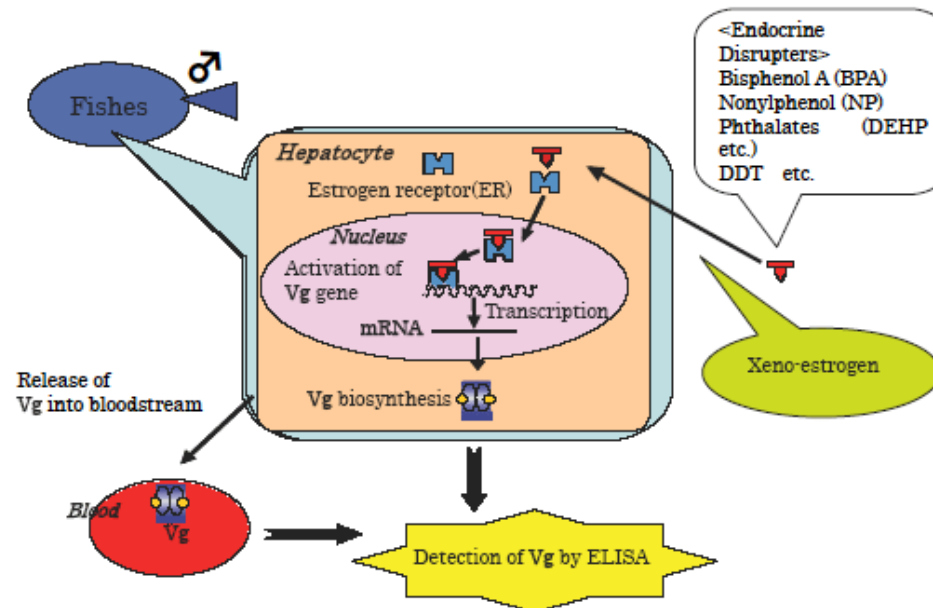 <Endocrine
Disrupters>
Bisphenol A (BPA)
Nonylphenol (NP)
Phthalates (DEHP
etc.)
DDT etc.
♂
Fishes
Hepatocyte
Estrogen receptor(ER)
Nucleus
Activation of
Vg gene
Transcription
mRNA
Xeno-estrogen
Vg biosynthesis
Release of
Vg into bloodstream
Blood
Vg
Detection of Vg by ELISA